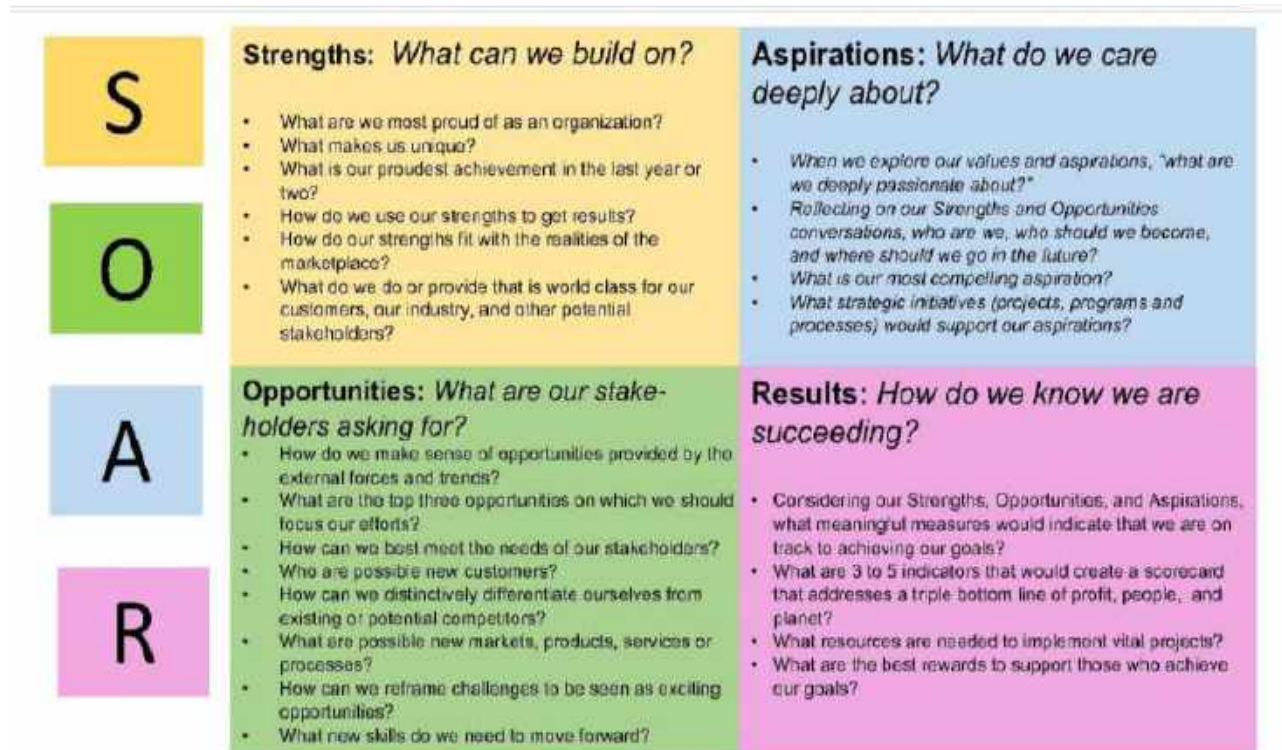 S
O
A
R
Strengths: What can we build on?
• What are we most proud of as an organization?
• What makes us unique?
• What is our proudest achievement in the last year or
two?
• How do we use our strengths to get results?
• How do our strengths fit with the realities of the
marketplace?
• What do we do or provide that is world class for our
customers, our industry, and other potential
stakeholders?
Aspirations: What do we care
deeply about?
• When we explore our values and aspirations, "what are
we deeply passionate about?"
• Reflecting on our Strengths and Opportunities
conversations, who are we, who should we become,
and where should we go in the future?
• What is our most compelling aspiration?
• What strategic initiatives (projects, programs and
processes) would support our aspirations?
Opportunities: What are our stake-
holders asking for?
• How do we make sense of opportunities provided by the
external forces and trends?
• What are the top three opportunities on which we should
focus our efforts?
• How can we best meet the needs of our stakeholders?
• Who are possible new customers?
• How can we distinctively differentiate ourselves from
existing or potential competitors?
• What are possible new markets, products, services or
processes?
• How can we reframe challenges to be seen as exciting
opportunities?
• What new skills do we need to move forward?
Results: How do we know we are
succeeding?
• Considering our Strengths, Opportunities, and Aspirations,
what meaningful measures would indicate that we are on
track to achieving our goals?
• What are 3 to 5 indicators that would create a scorecard
that addresses a triple bottom line of profit, people, and
planet?
• What resources are needed to implement vital projects?
• What are the best rewards to support those who achieve
our goals?